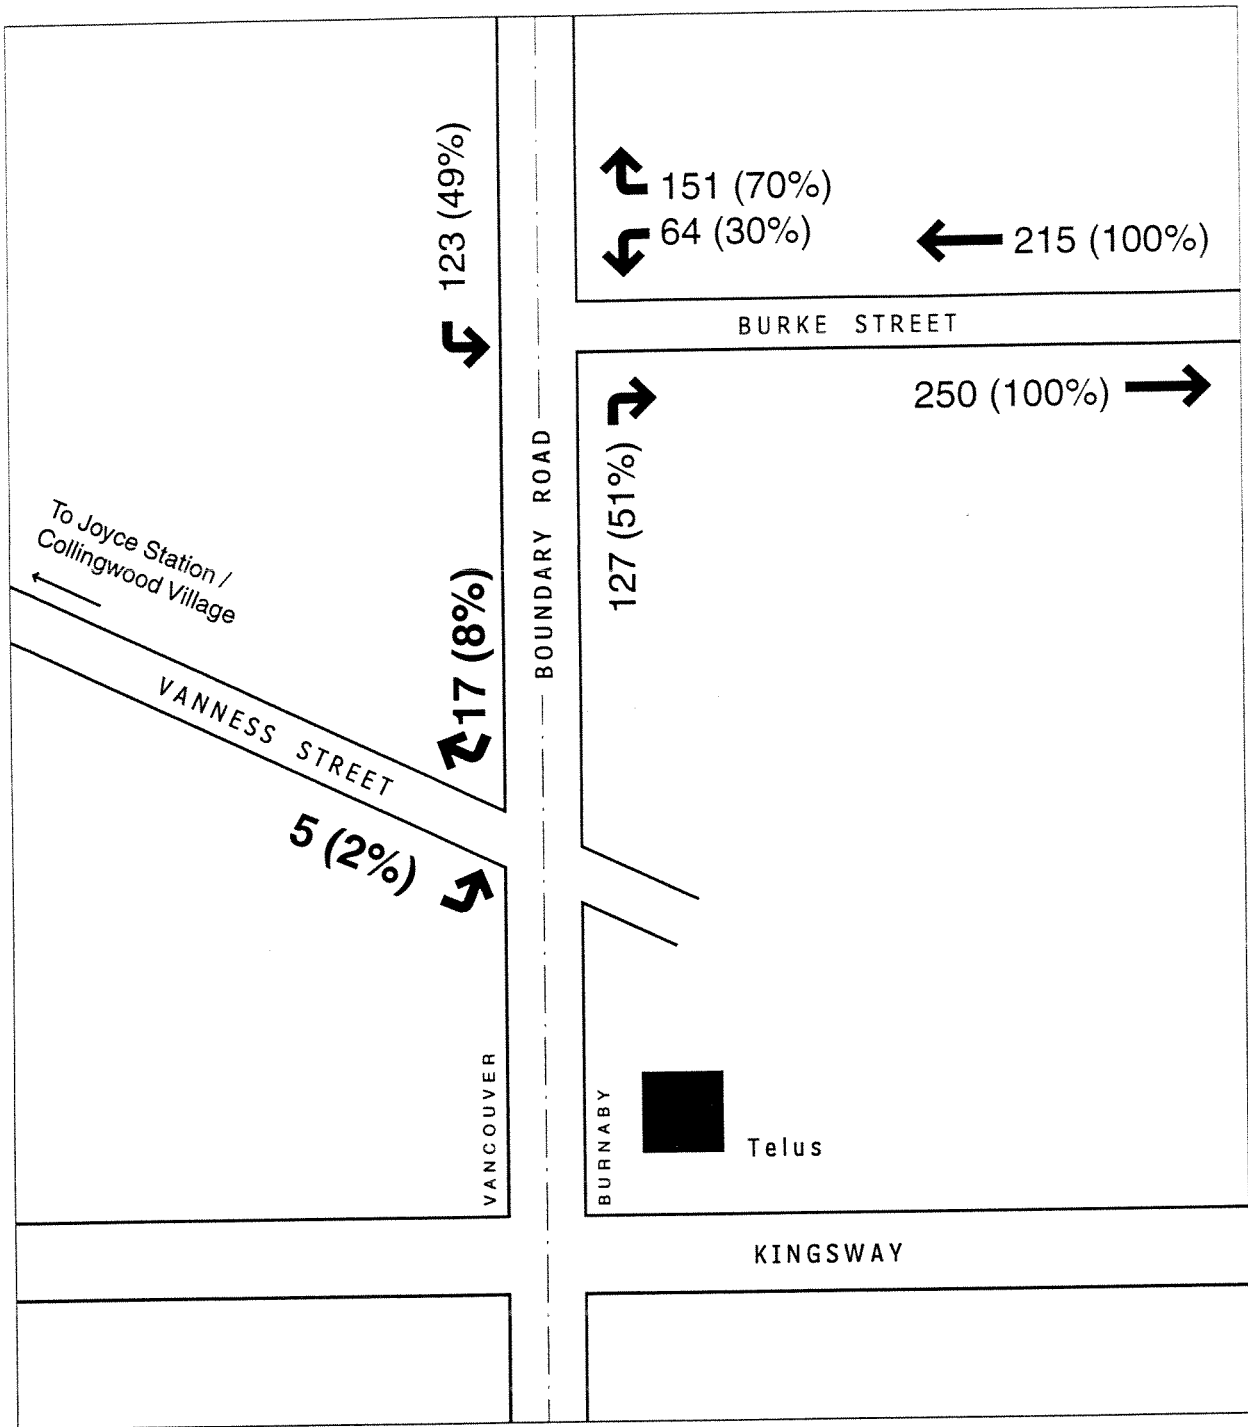 123 (49%)
151 (70%)
64 (30%)
215 (100%)
BURKE STREET
250 (100%)
127 (51%)
BOUNDARY ROAD
To Joyce Station /
Collingwood Village
17 (8%)
VANNESS STREET
5 (2%)
VANCOUVER
BURNABY
Telus
KINGSWAY